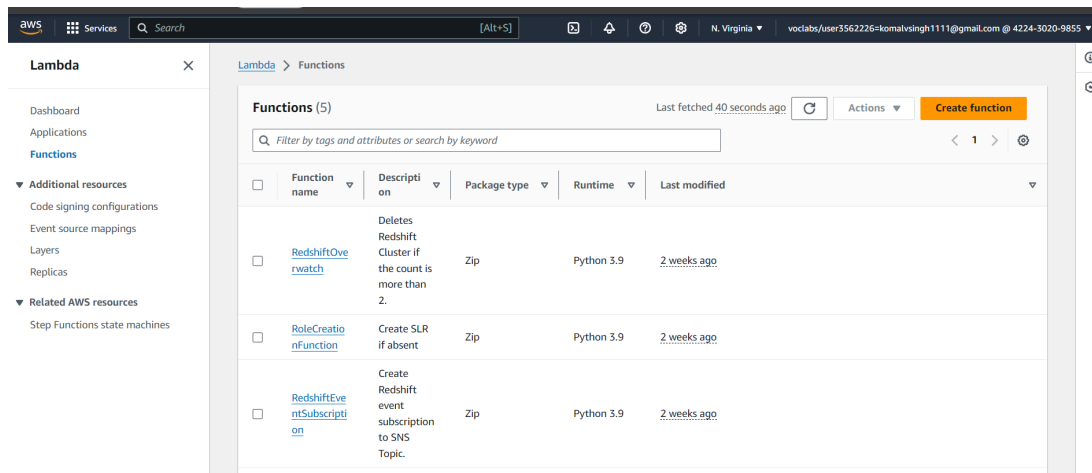 aws
Services
Search
[Alt+S]
N. Virginia
voclabs/user3562226=komalvsingh1111@gmail.com @ 4224-3020-9855
Lambda
Dashboard
Applications
Functions
Additional resources
Code signing configurations
Event source mappings
Layers
Replicas
Related AWS resources
Step Functions state machines
Lambda > Functions
Functions (5)
Last fetched 40 seconds ago
Actions
Create function
Filter by tags and attributes or search by keyword
1
Function
name
Descripti
on
Package type
Runtime
Last modified
RedshiftOve
rwatch
Deletes
Redshift
Cluster if
the count is
more than
2.
Zip
Python 3.9
2 weeks ago
RoleCreatio
nFunction
Create SLR
if absent
Zip
Python 3.9
2 weeks ago
RedshiftEve
ntSubscripti
on
Create
Redshift
event
subscription
to SNS
Topic.
Zip
Python 3.9
2 weeks ago